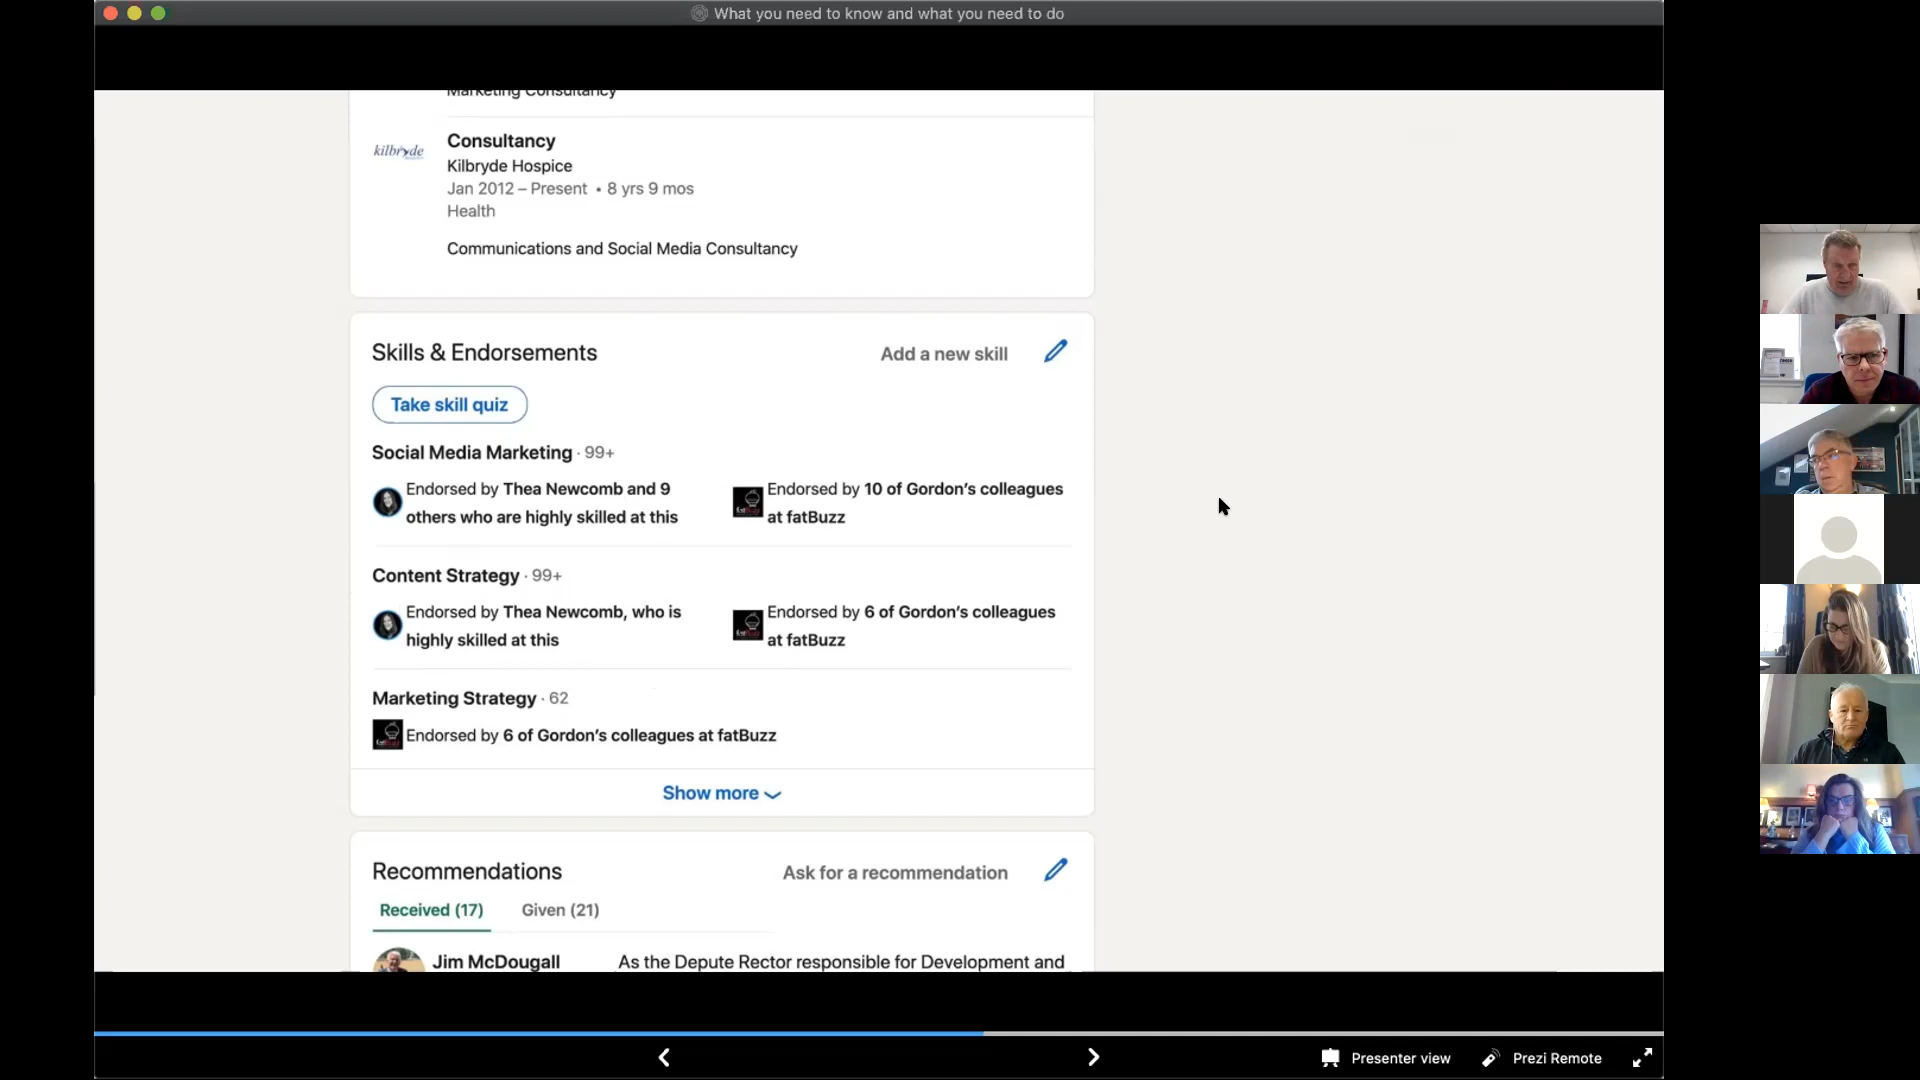 What you need to know and what you need to do
Marketing Consultancy
kilbryde
Consultancy
Kilbryde Hospice
Jan 2012 – Present • 8 yrs 9 mos
Health
Communications and Social Media Consultancy
Skills & Endorsements
Add a new skill
Take skill quiz
Social Media Marketing · 99+
Endorsed by Thea Newcomb and 9
others who are highly skilled at this
Endorsed by 10 of Gordon’s colleagues
at fatBuzz
Content Strategy · 99+
Endorsed by Thea Newcomb, who is
highly skilled at this
Endorsed by 6 of Gordon’s colleagues
at fatBuzz
Marketing Strategy · 62
Endorsed by 6 of Gordon’s colleagues at fatBuzz
Show more
Recommendations
Ask for a recommendation
Received (17)
Given (21)
Jim McDougall
As the Depute Rector responsible for Development and
Presenter view
Prezi Remote